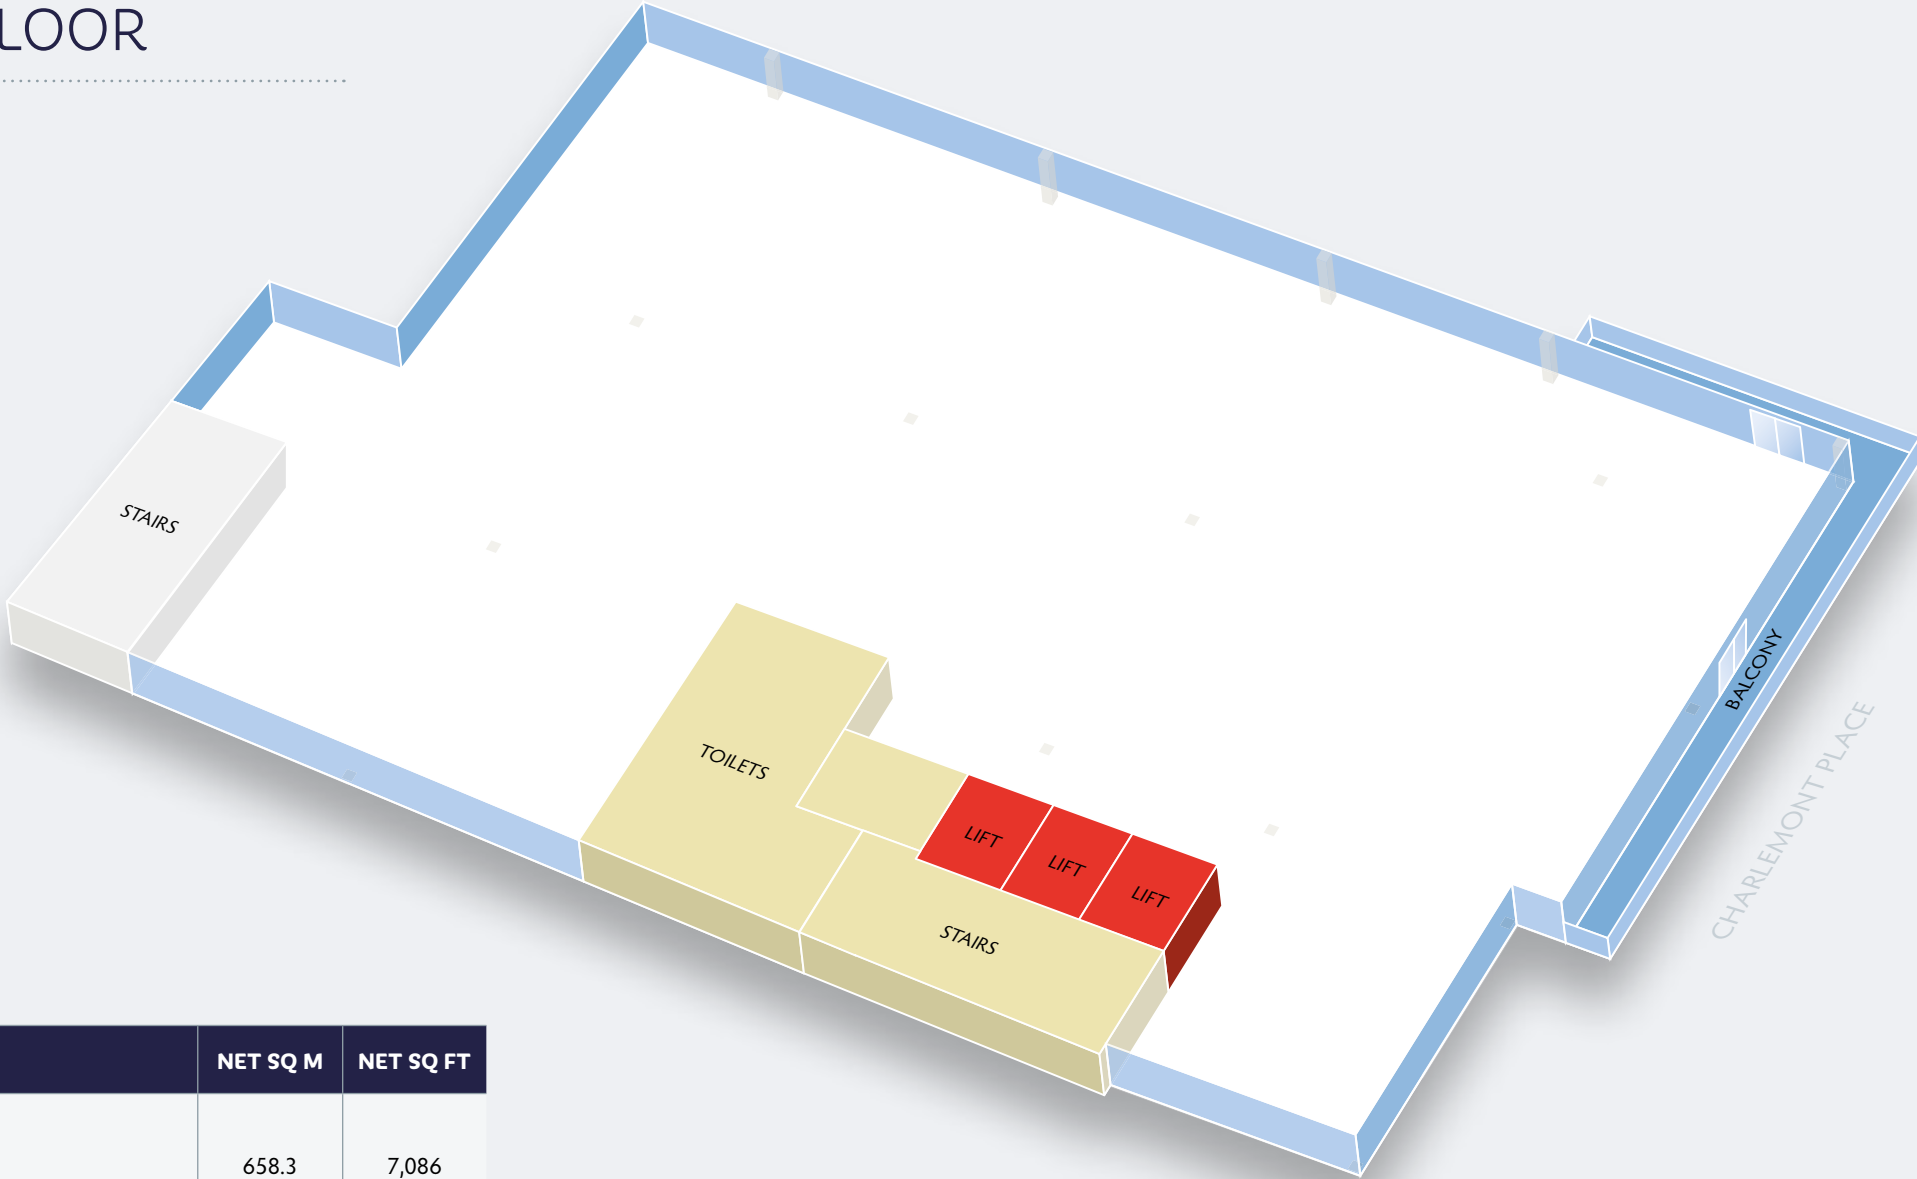 LOOR
STAIRS
TOILETS
LIFT
LIFT
LIFT
STAIRS
BALCONY
CHARLEMONT PLACE
NET SQ M NET SQ FT
658.3 7,086